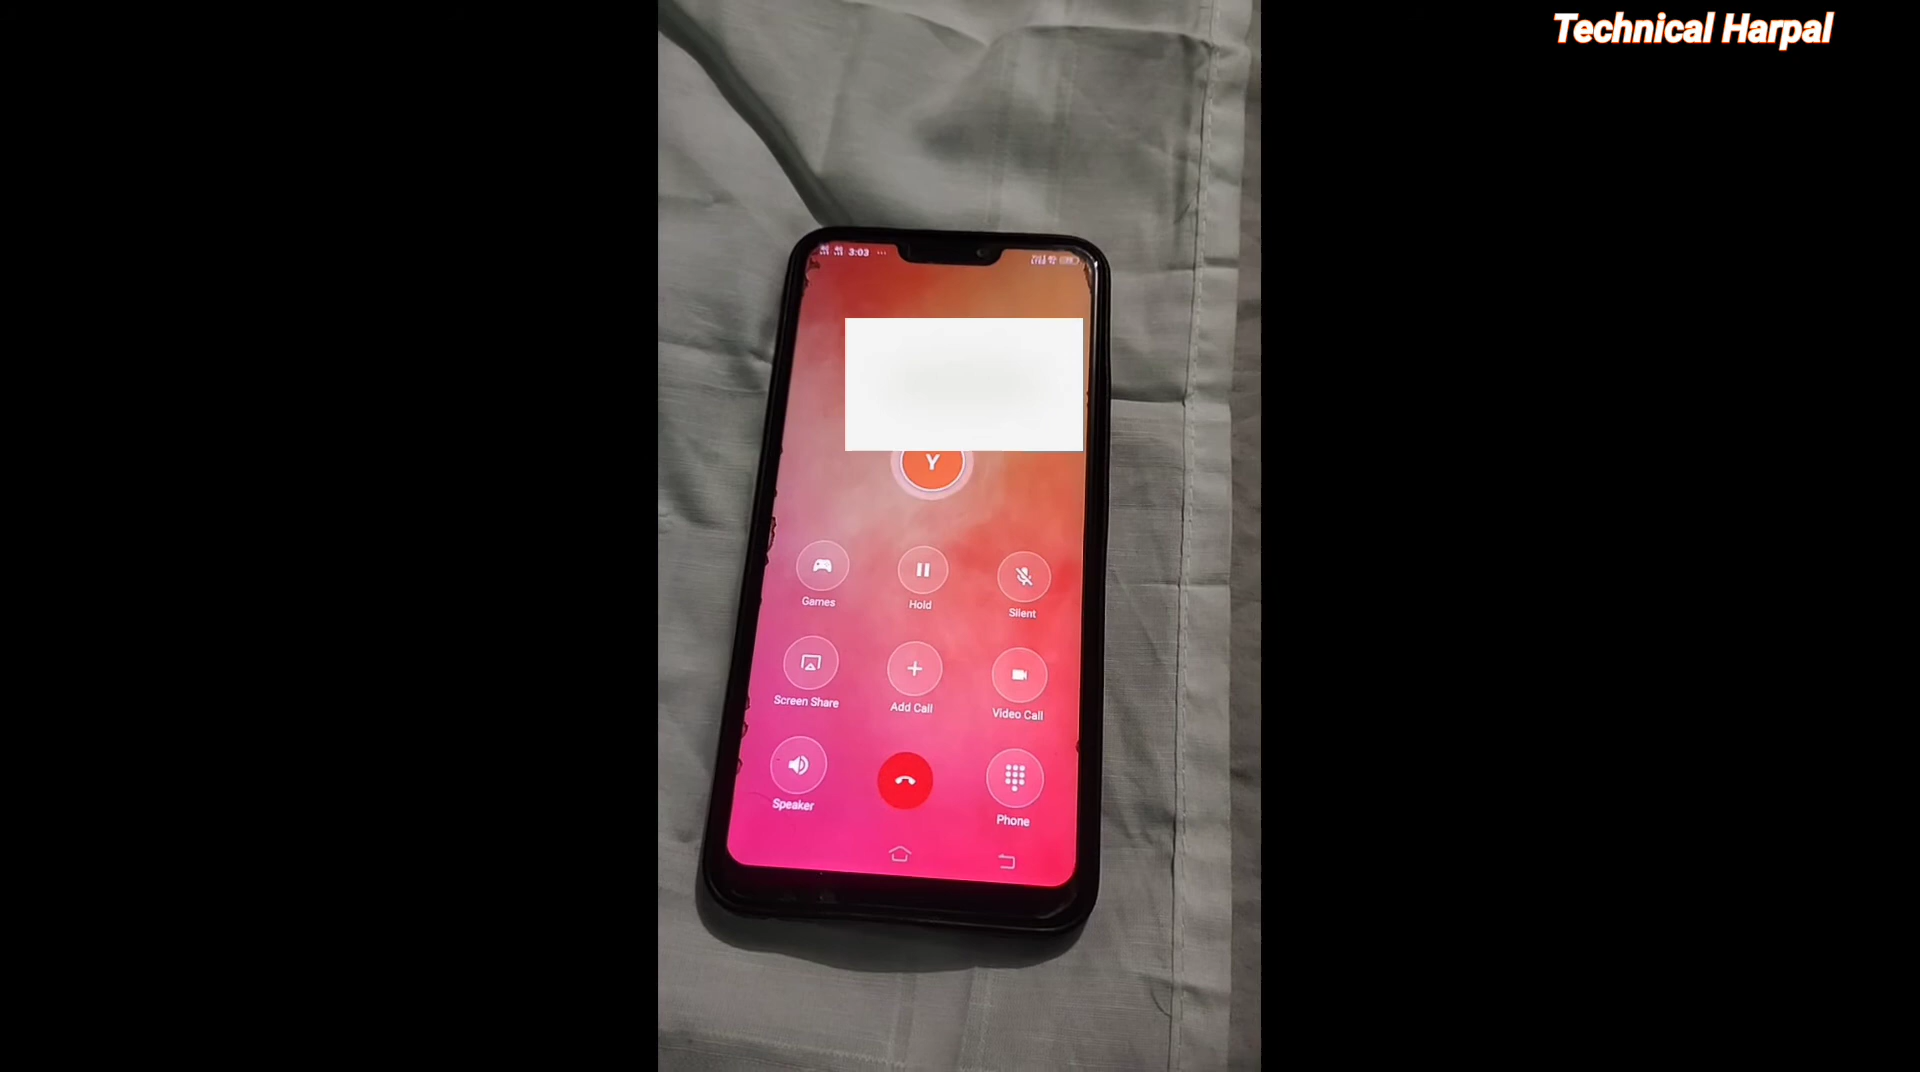 Technical Harpal
3:03
Y
Games
Hold
Silent
Screen Share
Add Call
Video Call
Speaker
Phone